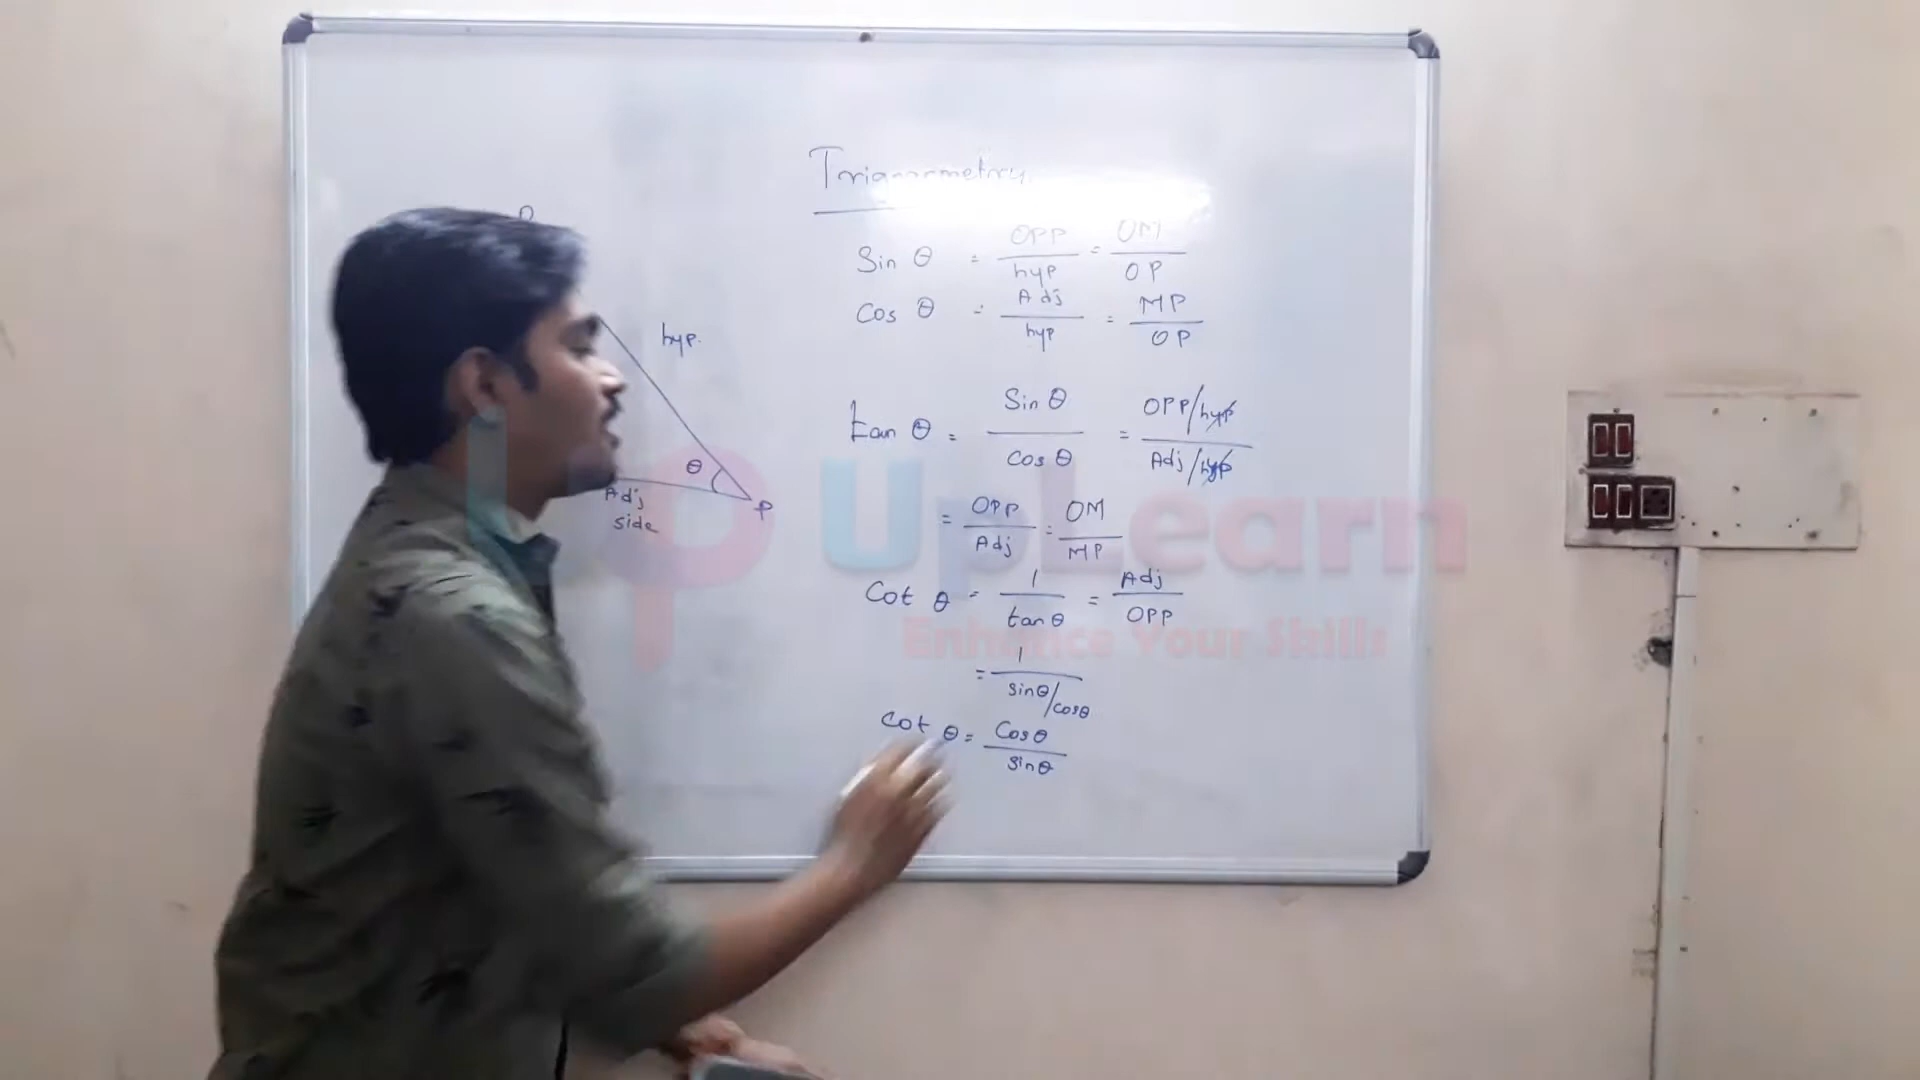 Trigonometry
Sin θ = OPP/hyp = OM/OP
Cos θ = Adj/hyp = MP/OP
tan θ = Sin θ/Cos θ = OPP/hyp/Adj/hyp
= OPP/Adj = OM/MP
Cot θ = 1/tan θ = Adj/OPP
= 1/sinθ/cosθ
Cot θ = Cosθ/sinθ
O
hyp.
θ
Adj
side
P
UP UpLearn
Enhance Your Skills